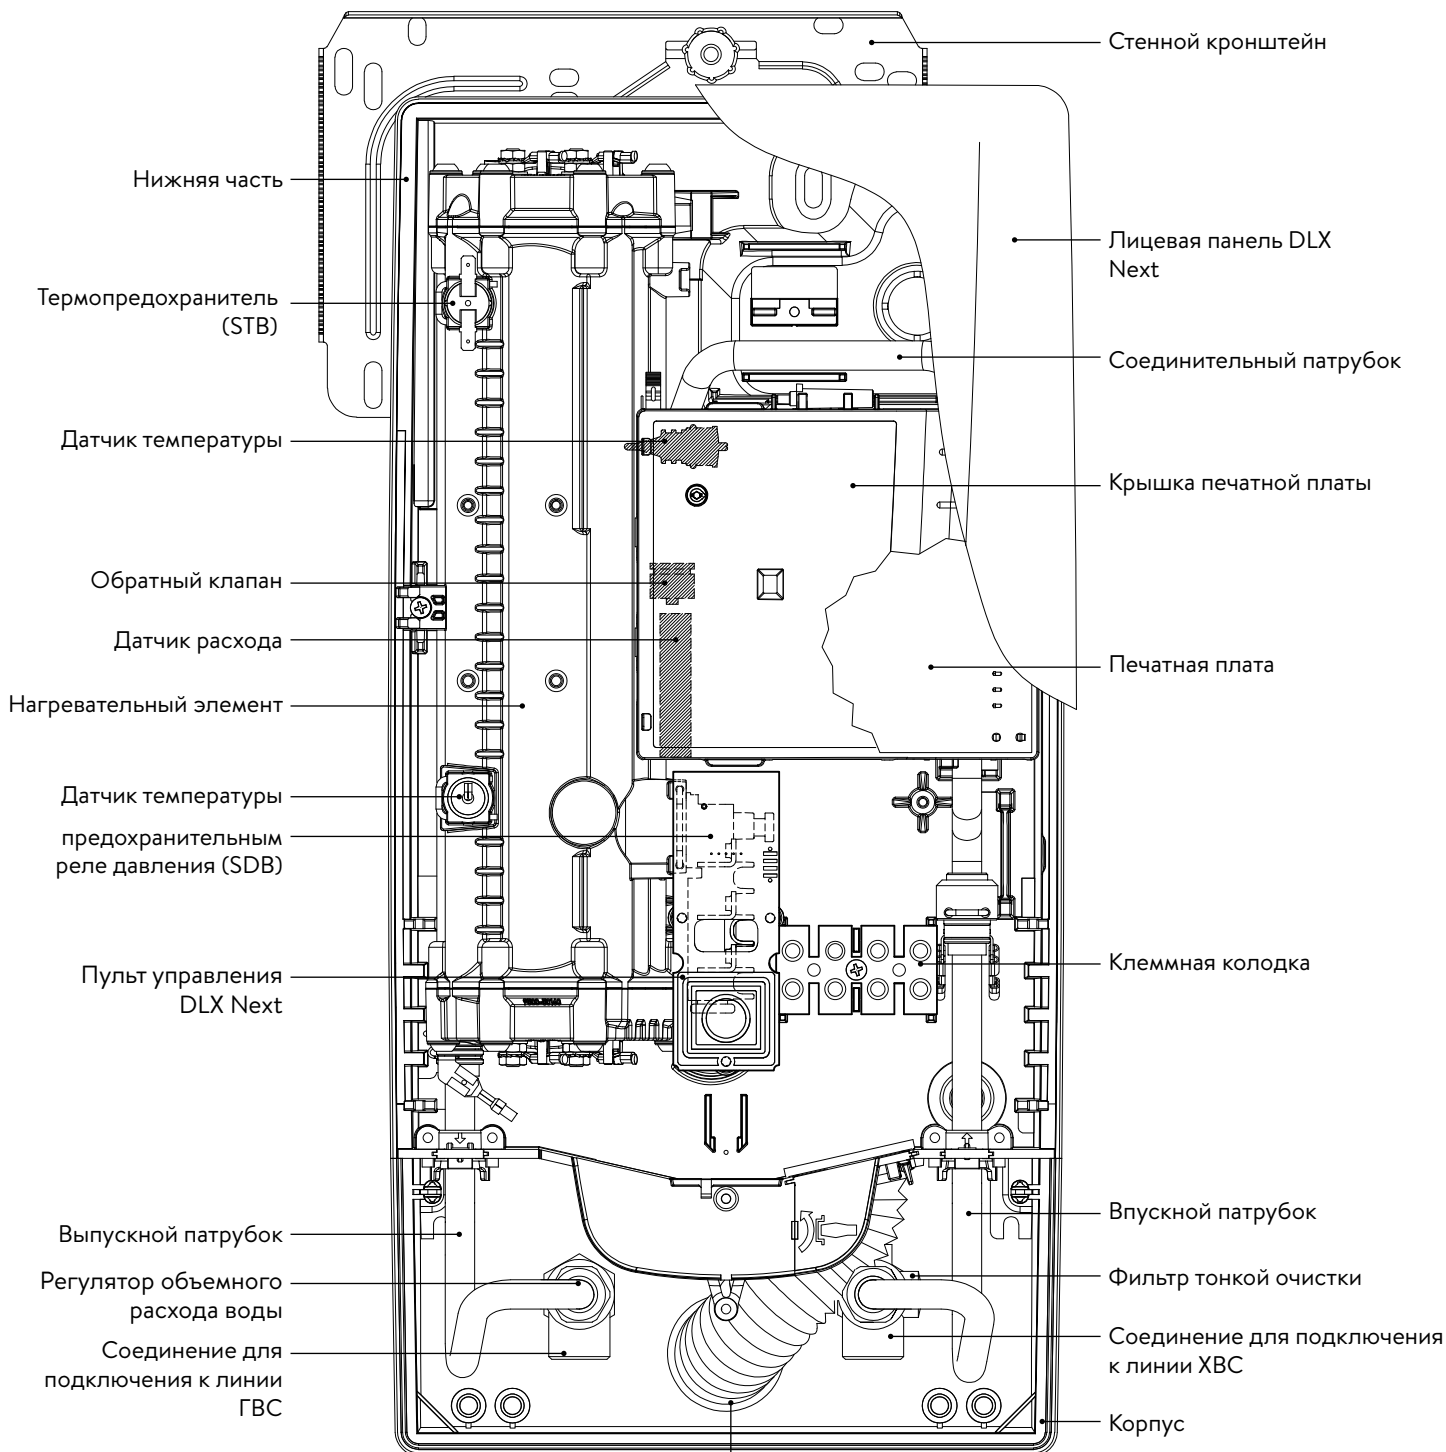 Стенной кронштейн
Нижняя часть
Лицевая панель DLX
Next
Термопредохранитель
(STB)
Соединительный патрубок
Датчик температуры
Крышка печатной платы
Обратный клапан
Датчик расхода
Печатная плата
Нагревательный элемент
Датчик температуры
предохранительным
реле давления (SDB)
Пульт управления
DLX Next
Клеммная колодка
Выпускной патрубок
Впускной патрубок
Регулятор объемного
расхода воды
Фильтр тонкой очистки
Соединение для
подключения к линии
ГВС
Соединение для подключения
к линии ХВС
Корпус